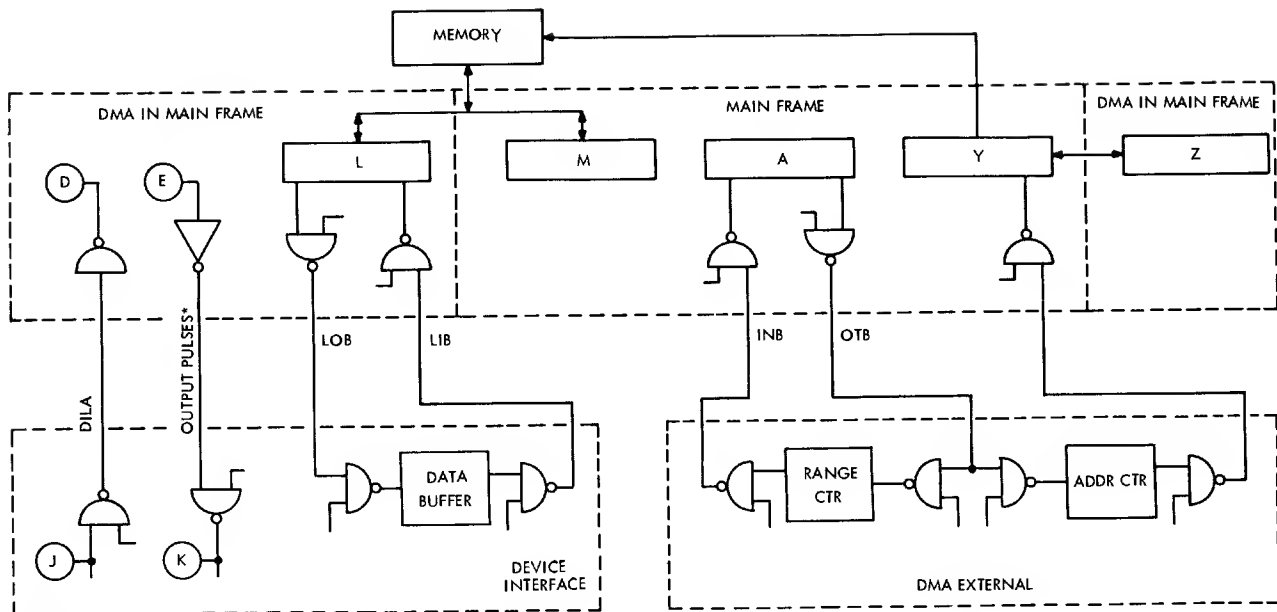 MEMORY
DMA IN MAIN FRAME
MAIN FRAME
DMA IN MAIN FRAME
L
M
A
Y
Z
D
E
DILA
OUTPUT PULSES*
LOB
LIB
INB
OTB
DATA
BUFFER
RANGE
CTR
ADDR CTR
J
K
DEVICE
INTERFACE
DMA EXTERNAL